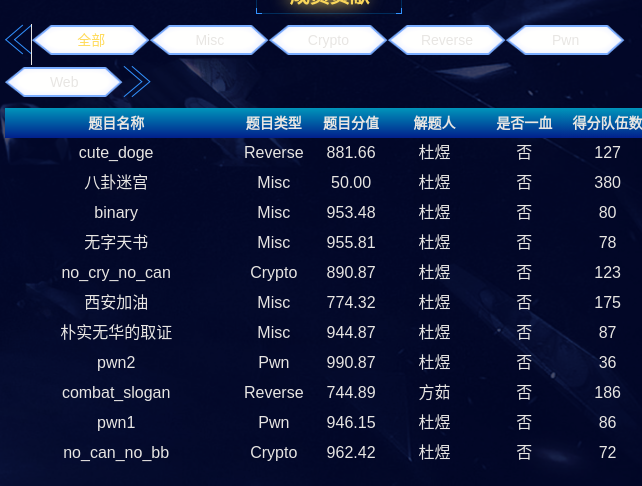 成员贡献
全部 Misc Crypto Reverse Pwn
Web
题目名称 题目类型 题目分值 解题人 是否一血 得分队伍数
cute_doge Reverse 881.66 杜煜 否 127
八卦迷宫 Misc 50.00 杜煜 否 380
binary Misc 953.48 杜煜 否 80
无字天书 Misc 955.81 杜煜 否 78
no_cry_no_can Crypto 890.87 杜煜 否 123
西安加油 Misc 774.32 杜煜 否 175
朴实无华的取证 Misc 944.87 杜煜 否 87
pwn2 Pwn 990.87 杜煜 否 36
combat_slogan Reverse 744.89 方茹 否 186
pwn1 Pwn 946.15 杜煜 否 86
no_can_no_bb Crypto 962.42 杜煜 否 72